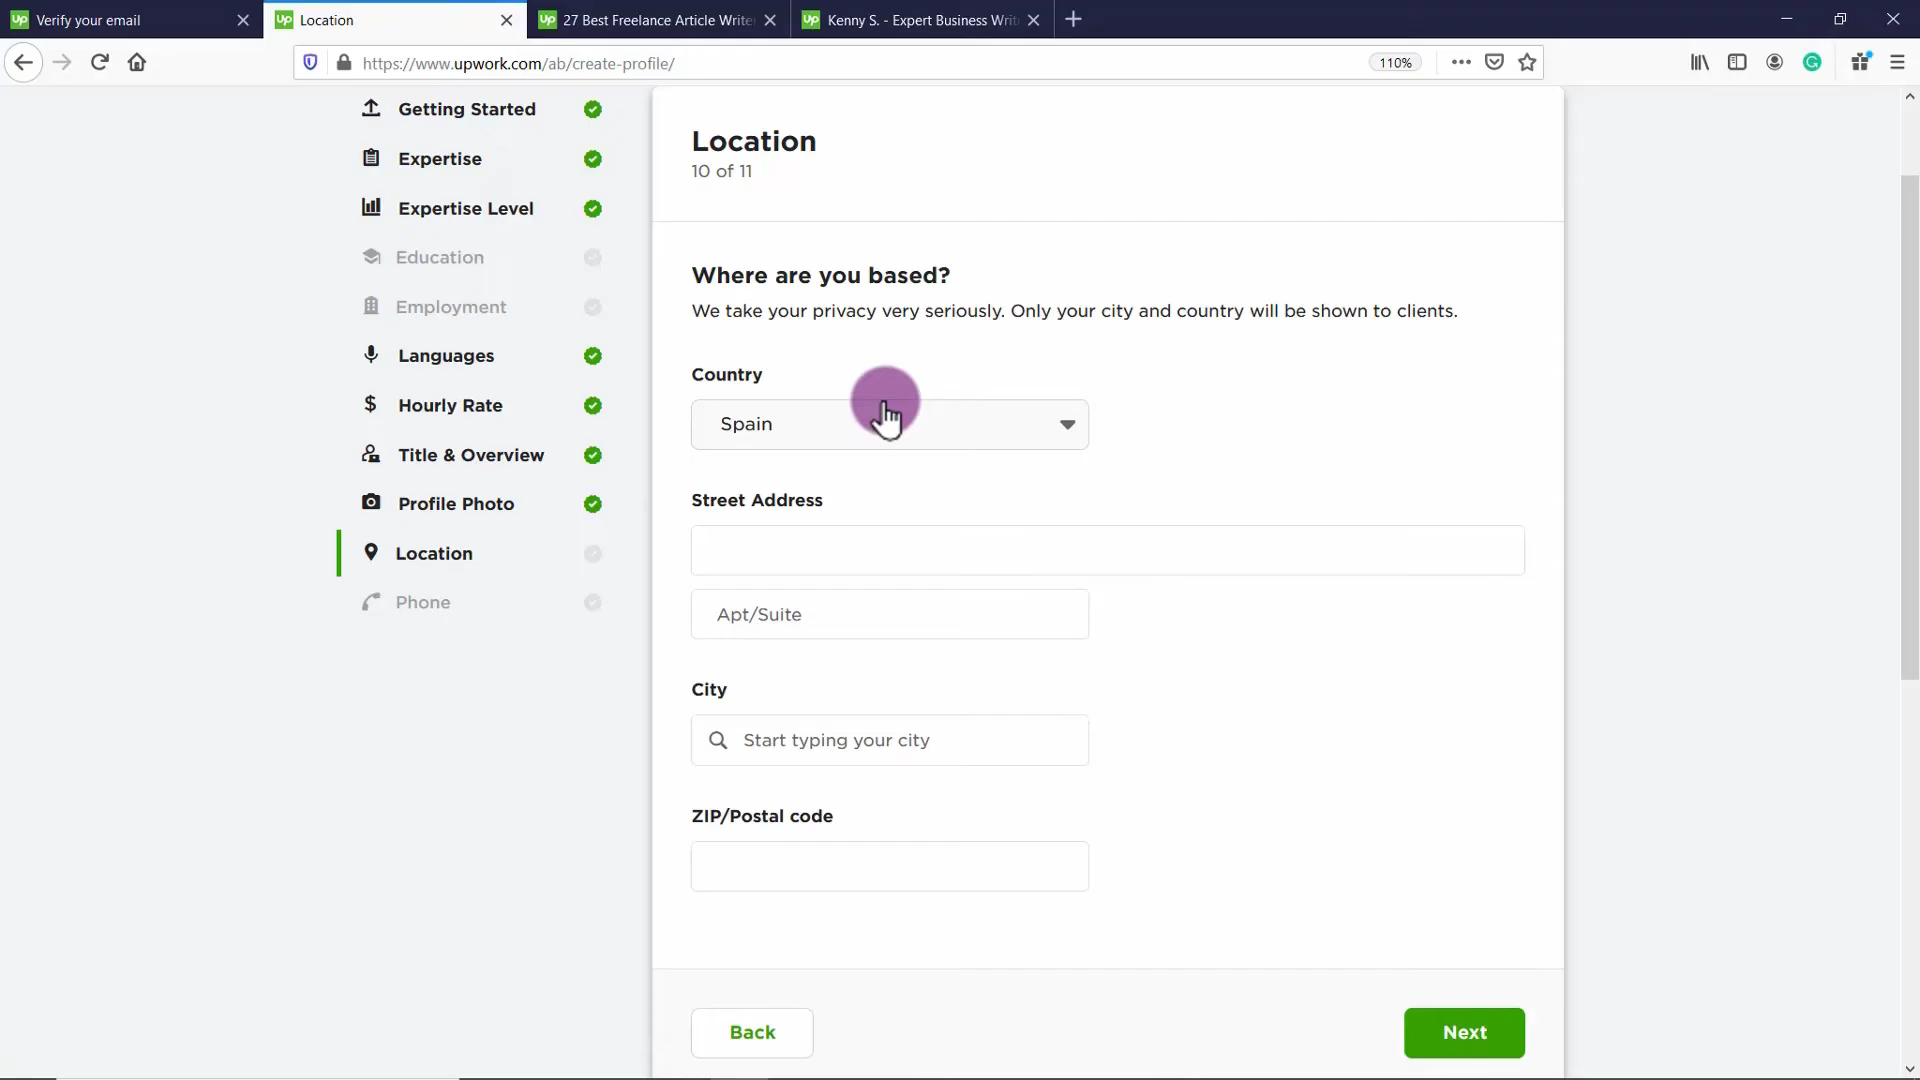 Up Verify your email
Up Location
Up 27 Best Freelance Article Write
Up Kenny S. - Expert Business Writ
https://www.upwork.com/ab/create-profile/
110%
Getting Started
Expertise
Expertise Level
Education
Employment
Languages
$ Hourly Rate
Title & Overview
Profile Photo
Location
Phone
Location
10 of 11
Where are you based?
We take your privacy very seriously. Only your city and country will be shown to clients.
Country
Spain
Street Address
Apt/Suite
City
Start typing your city
ZIP/Postal code
Back
Next